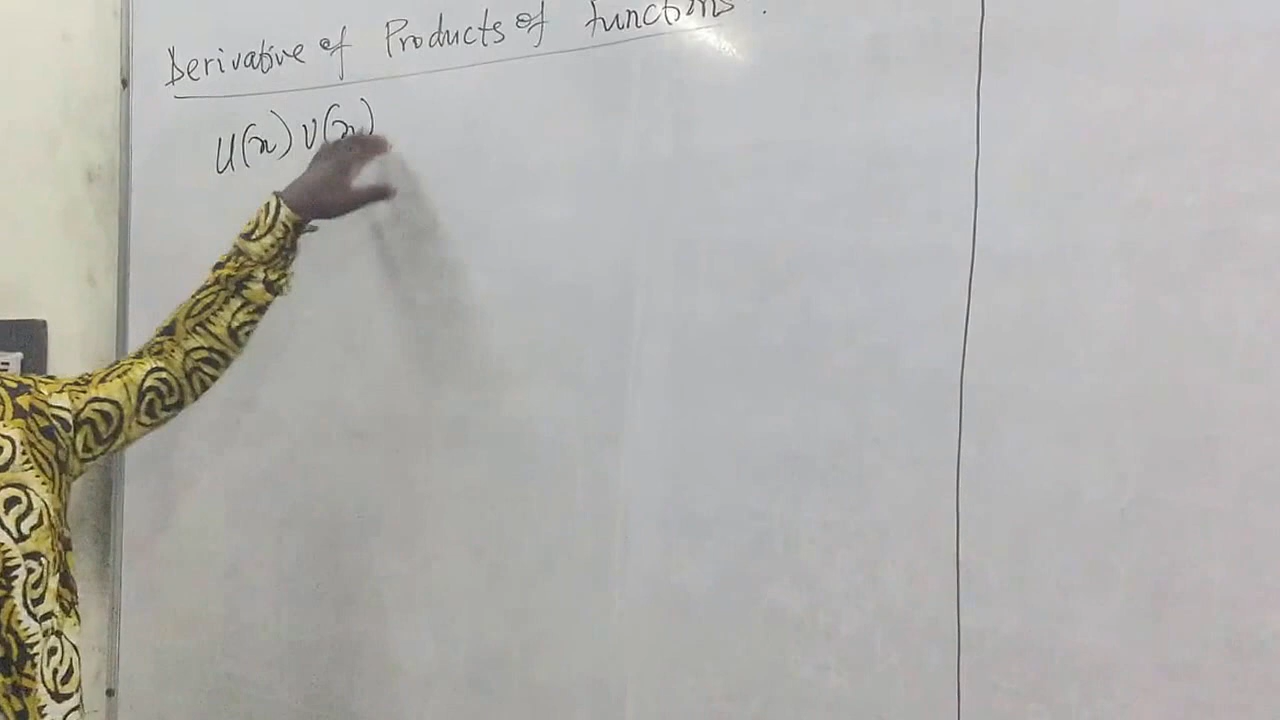 Derivative of Products of functions.
U(x) V(x)